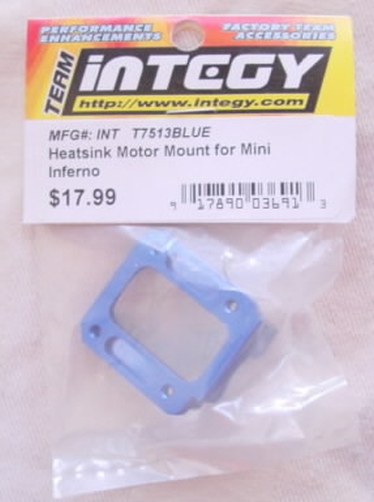 PERFORMANCE ENHANCEMENTS
FACTORY TEAM ACCESSORIES
TEAM
iNTEGY
http://www.integy.com
MFG#: INT T7513BLUE
Heatsink Motor Mount for Mini
Inferno
$17.99
9 17890 03691 3